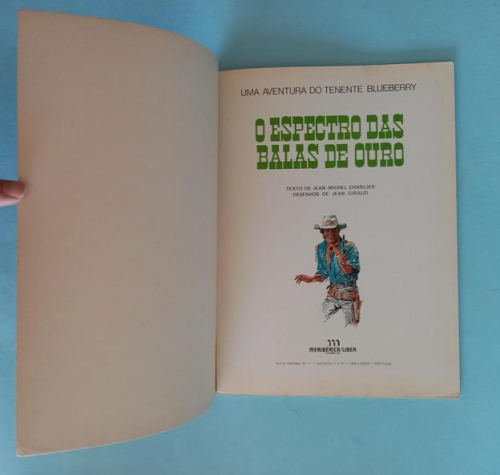 UMA AVENTURA DO TENENTE BLUEBERRY
O ESPECTRO DAS
BALAS DE OURO
TEXTO DE JEAN-MICHEL CHARLIER
DESENHOS DE JEAN GIRAUD
MERIBERICA/LIBER